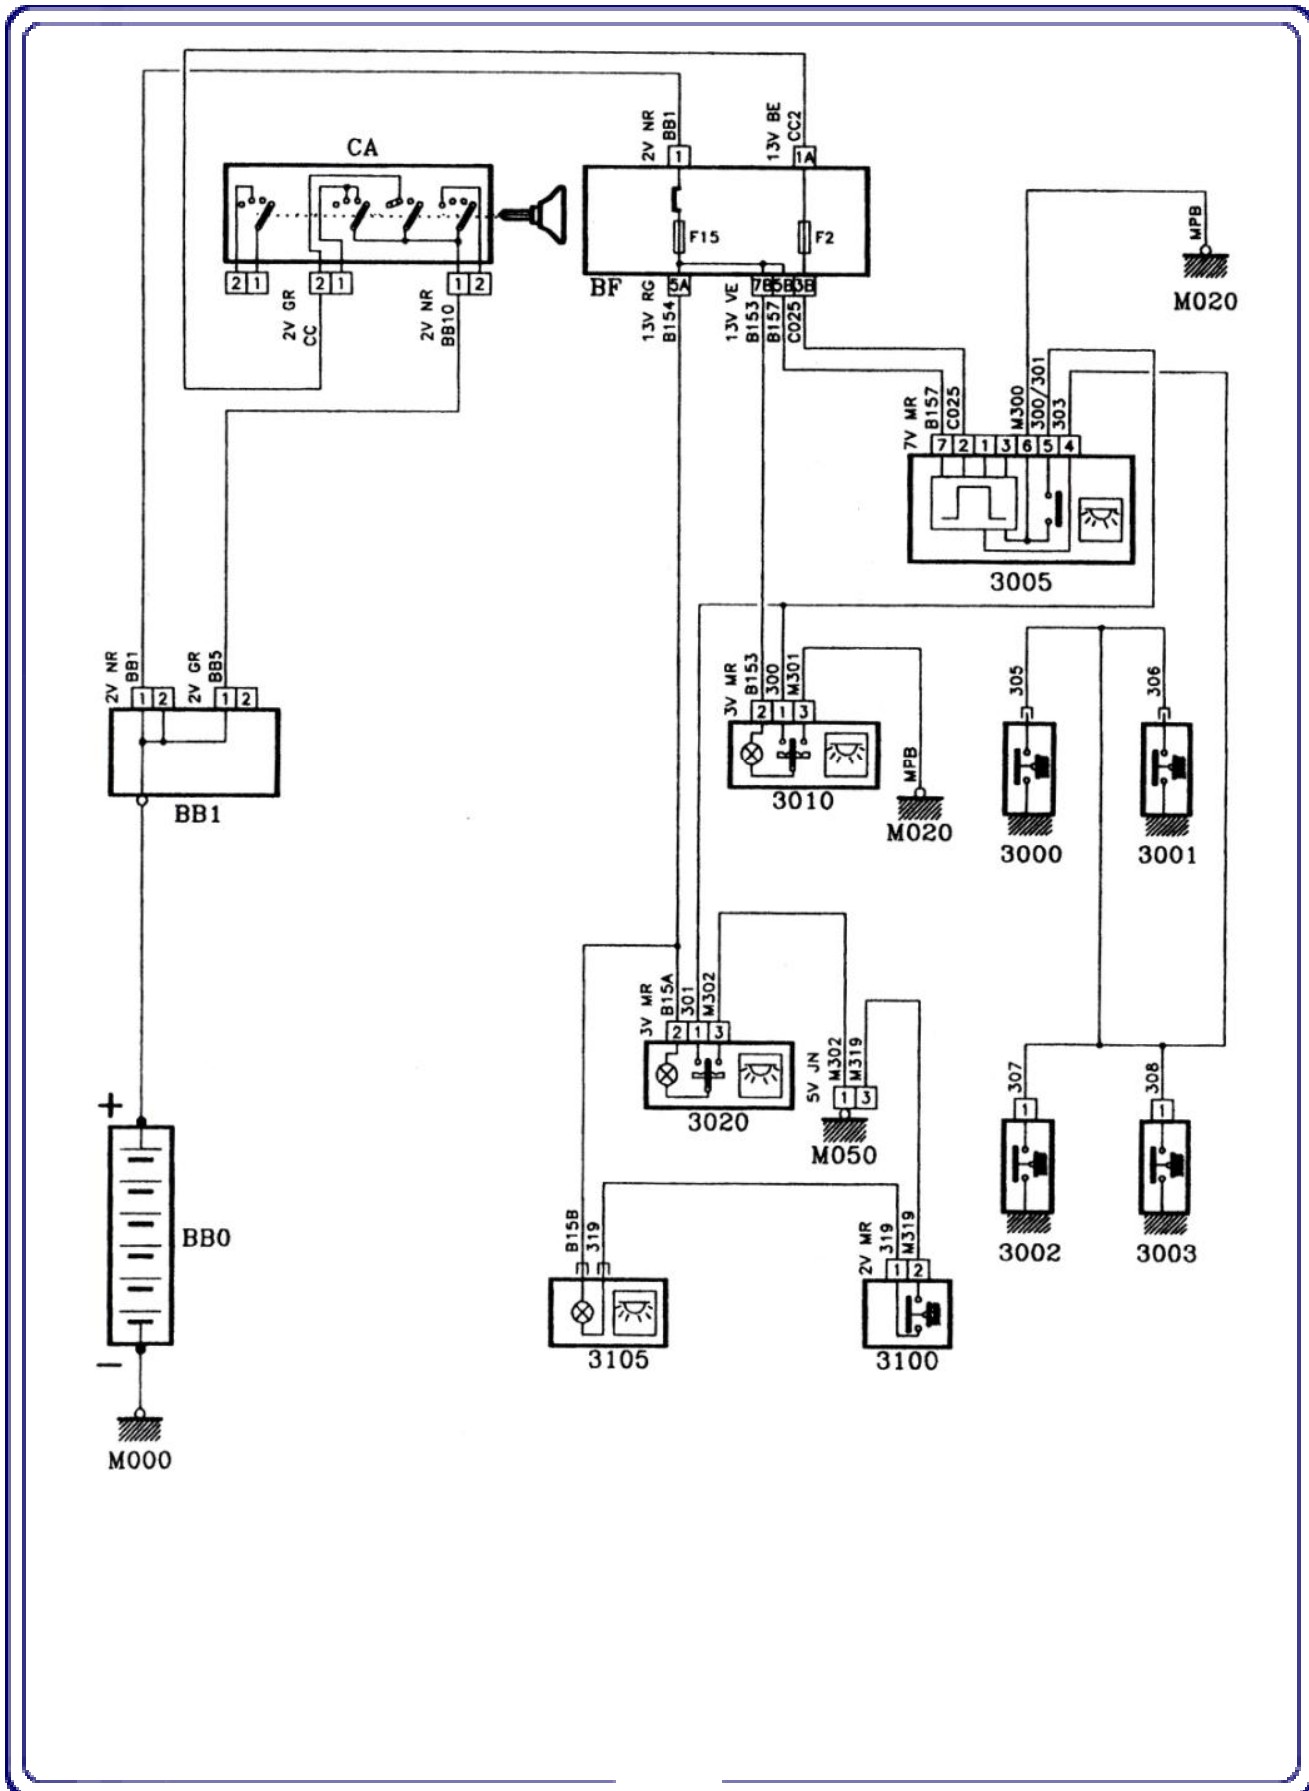 CA
2V NR
BB1
13V BE
CC2
1
1A
F15
F2
BF
5A
7B
5B
3B
2
1
2
1
1
2
2V GR
CC
2V NR
BB10
13V RG
B154
13V VE
B153
B157
C025
MPB
M020
7V MR
B157
C025
M300
300/301
303
7
2
1
3
6
5
4
3005
2V NR
BB1
2V GR
BB5
1
2
1
2
BB1
3V MR
B153
300
M301
2
1
3
3010
MPB
M020
305
306
3000
3001
3V MR
B15A
301
M302
2
1
3
3020
5V JN
M302
M319
1
3
M050
307
308
1
1
3002
3003
+
BB0
−
M000
B15B
319
3105
2V MR
319
M319
1
2
3100